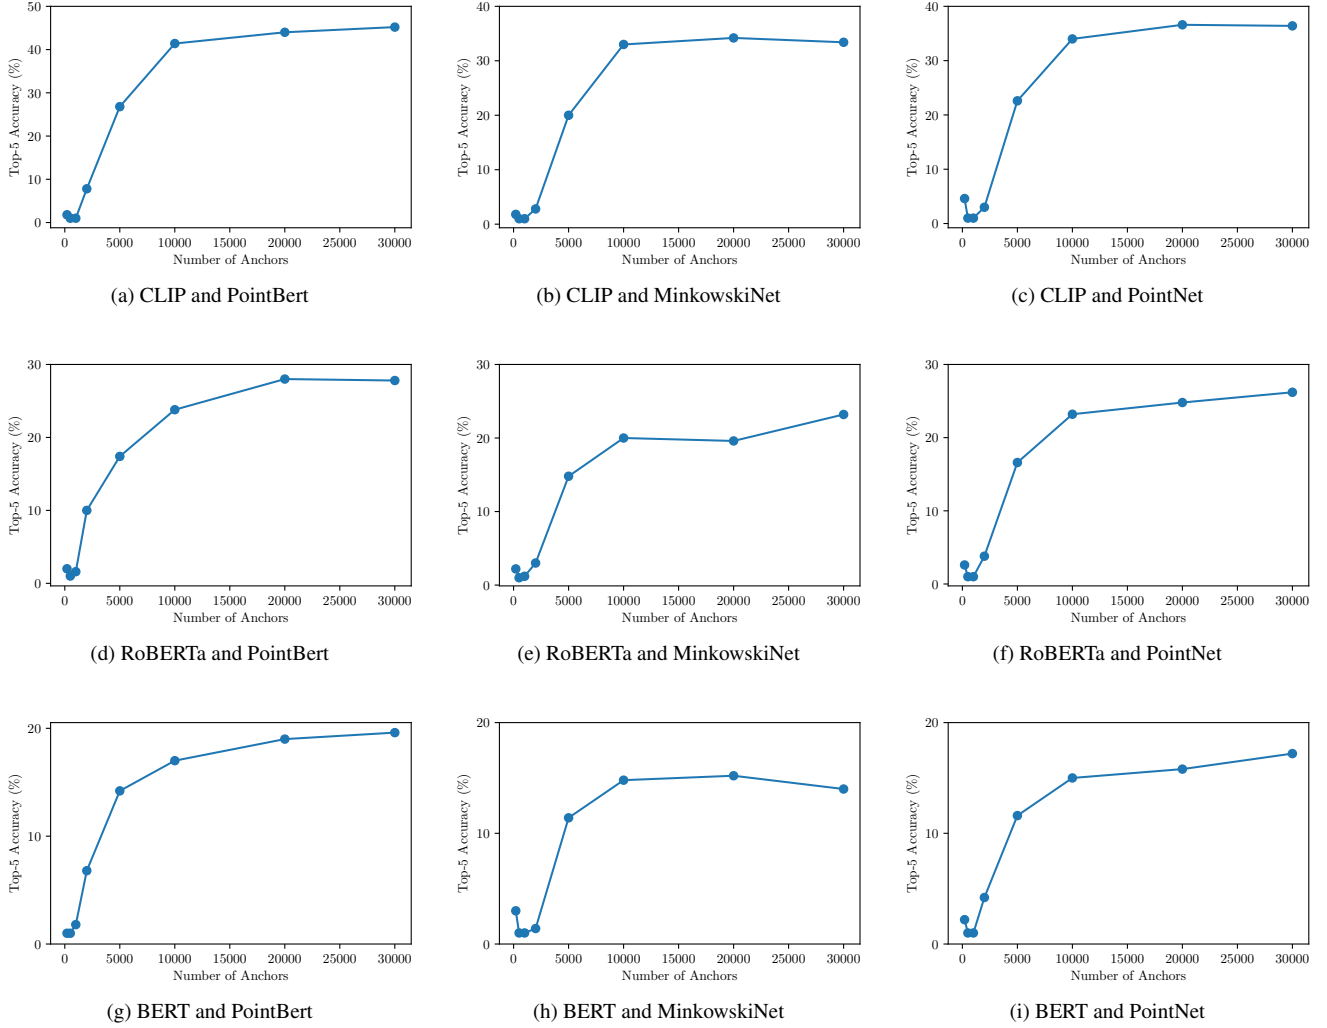 50
40
30
20
10
0
Top-5 Accuracy (%)
0 5000 10000 15000 20000 25000 30000
Number of Anchors
(a) CLIP and PointBert
40
30
20
10
0
Top-5 Accuracy (%)
0 5000 10000 15000 20000 25000 30000
Number of Anchors
(b) CLIP and MinkowskiNet
40
30
20
10
0
Top-5 Accuracy (%)
0 5000 10000 15000 20000 25000 30000
Number of Anchors
(c) CLIP and PointNet
30
20
10
0
Top-5 Accuracy (%)
0 5000 10000 15000 20000 25000 30000
Number of Anchors
(d) RoBERTa and PointBert
30
20
10
0
Top-5 Accuracy (%)
0 5000 10000 15000 20000 25000 30000
Number of Anchors
(e) RoBERTa and MinkowskiNet
30
20
10
0
Top-5 Accuracy (%)
0 5000 10000 15000 20000 25000 30000
Number of Anchors
(f) RoBERTa and PointNet
20
10
0
Top-5 Accuracy (%)
0 5000 10000 15000 20000 25000 30000
Number of Anchors
(g) BERT and PointBert
20
10
0
Top-5 Accuracy (%)
0 5000 10000 15000 20000 25000 30000
Number of Anchors
(h) BERT and MinkowskiNet
20
10
0
Top-5 Accuracy (%)
0 5000 10000 15000 20000 25000 30000
Number of Anchors
(i) BERT and PointNet